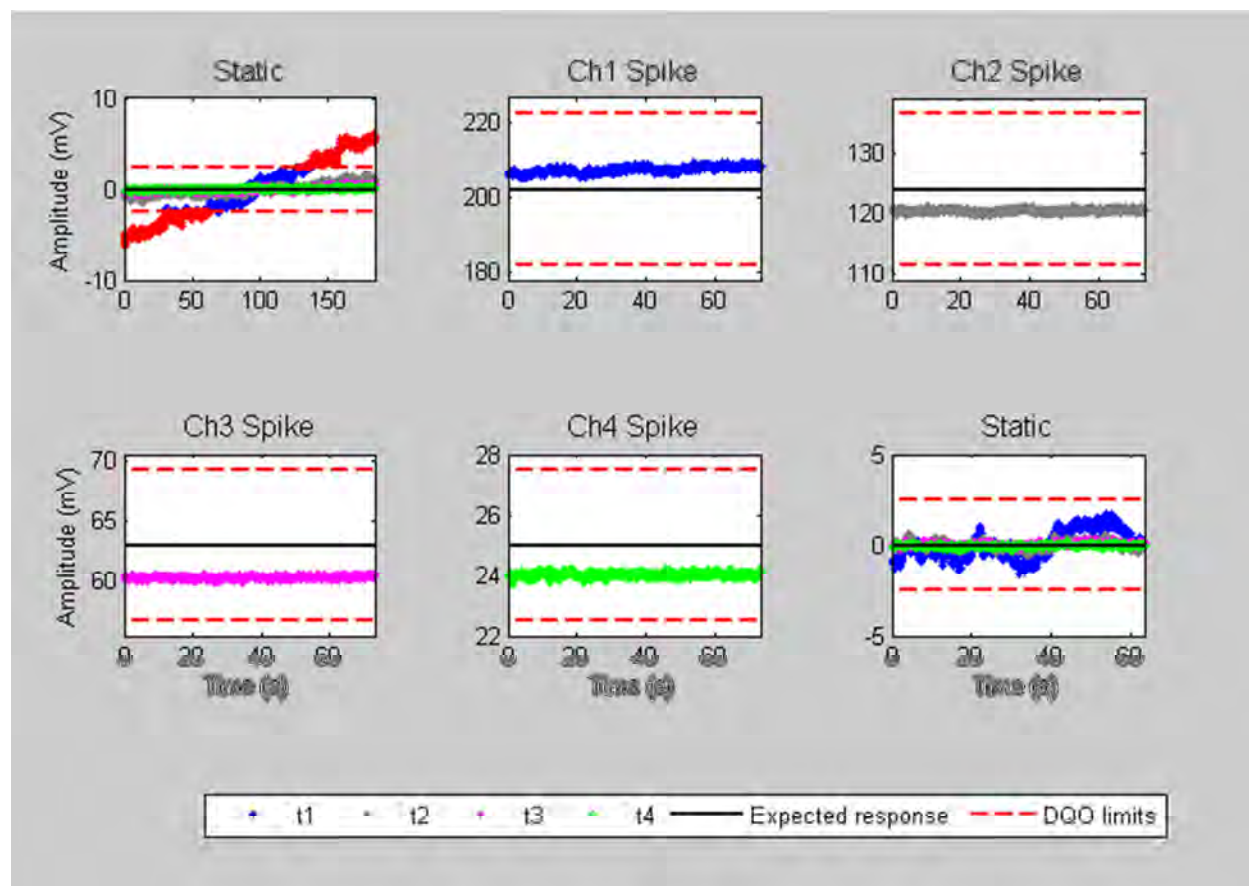 Static
Ch1 Spike
Ch2 Spike
Amplitude (mV)
10
0
-10
0 50 100 150
220
200
180
0 20 40 60
130
120
110
0 20 40 60
Ch3 Spike
Ch4 Spike
Static
Amplitude (mV)
70
65
60
0 20 40 60
Time (s)
28
26
24
22
0 20 40 60
Time (s)
5
0
-5
0 20 40 60
Time (s)
t1 t2 t3 t4 Expected response DQO limits